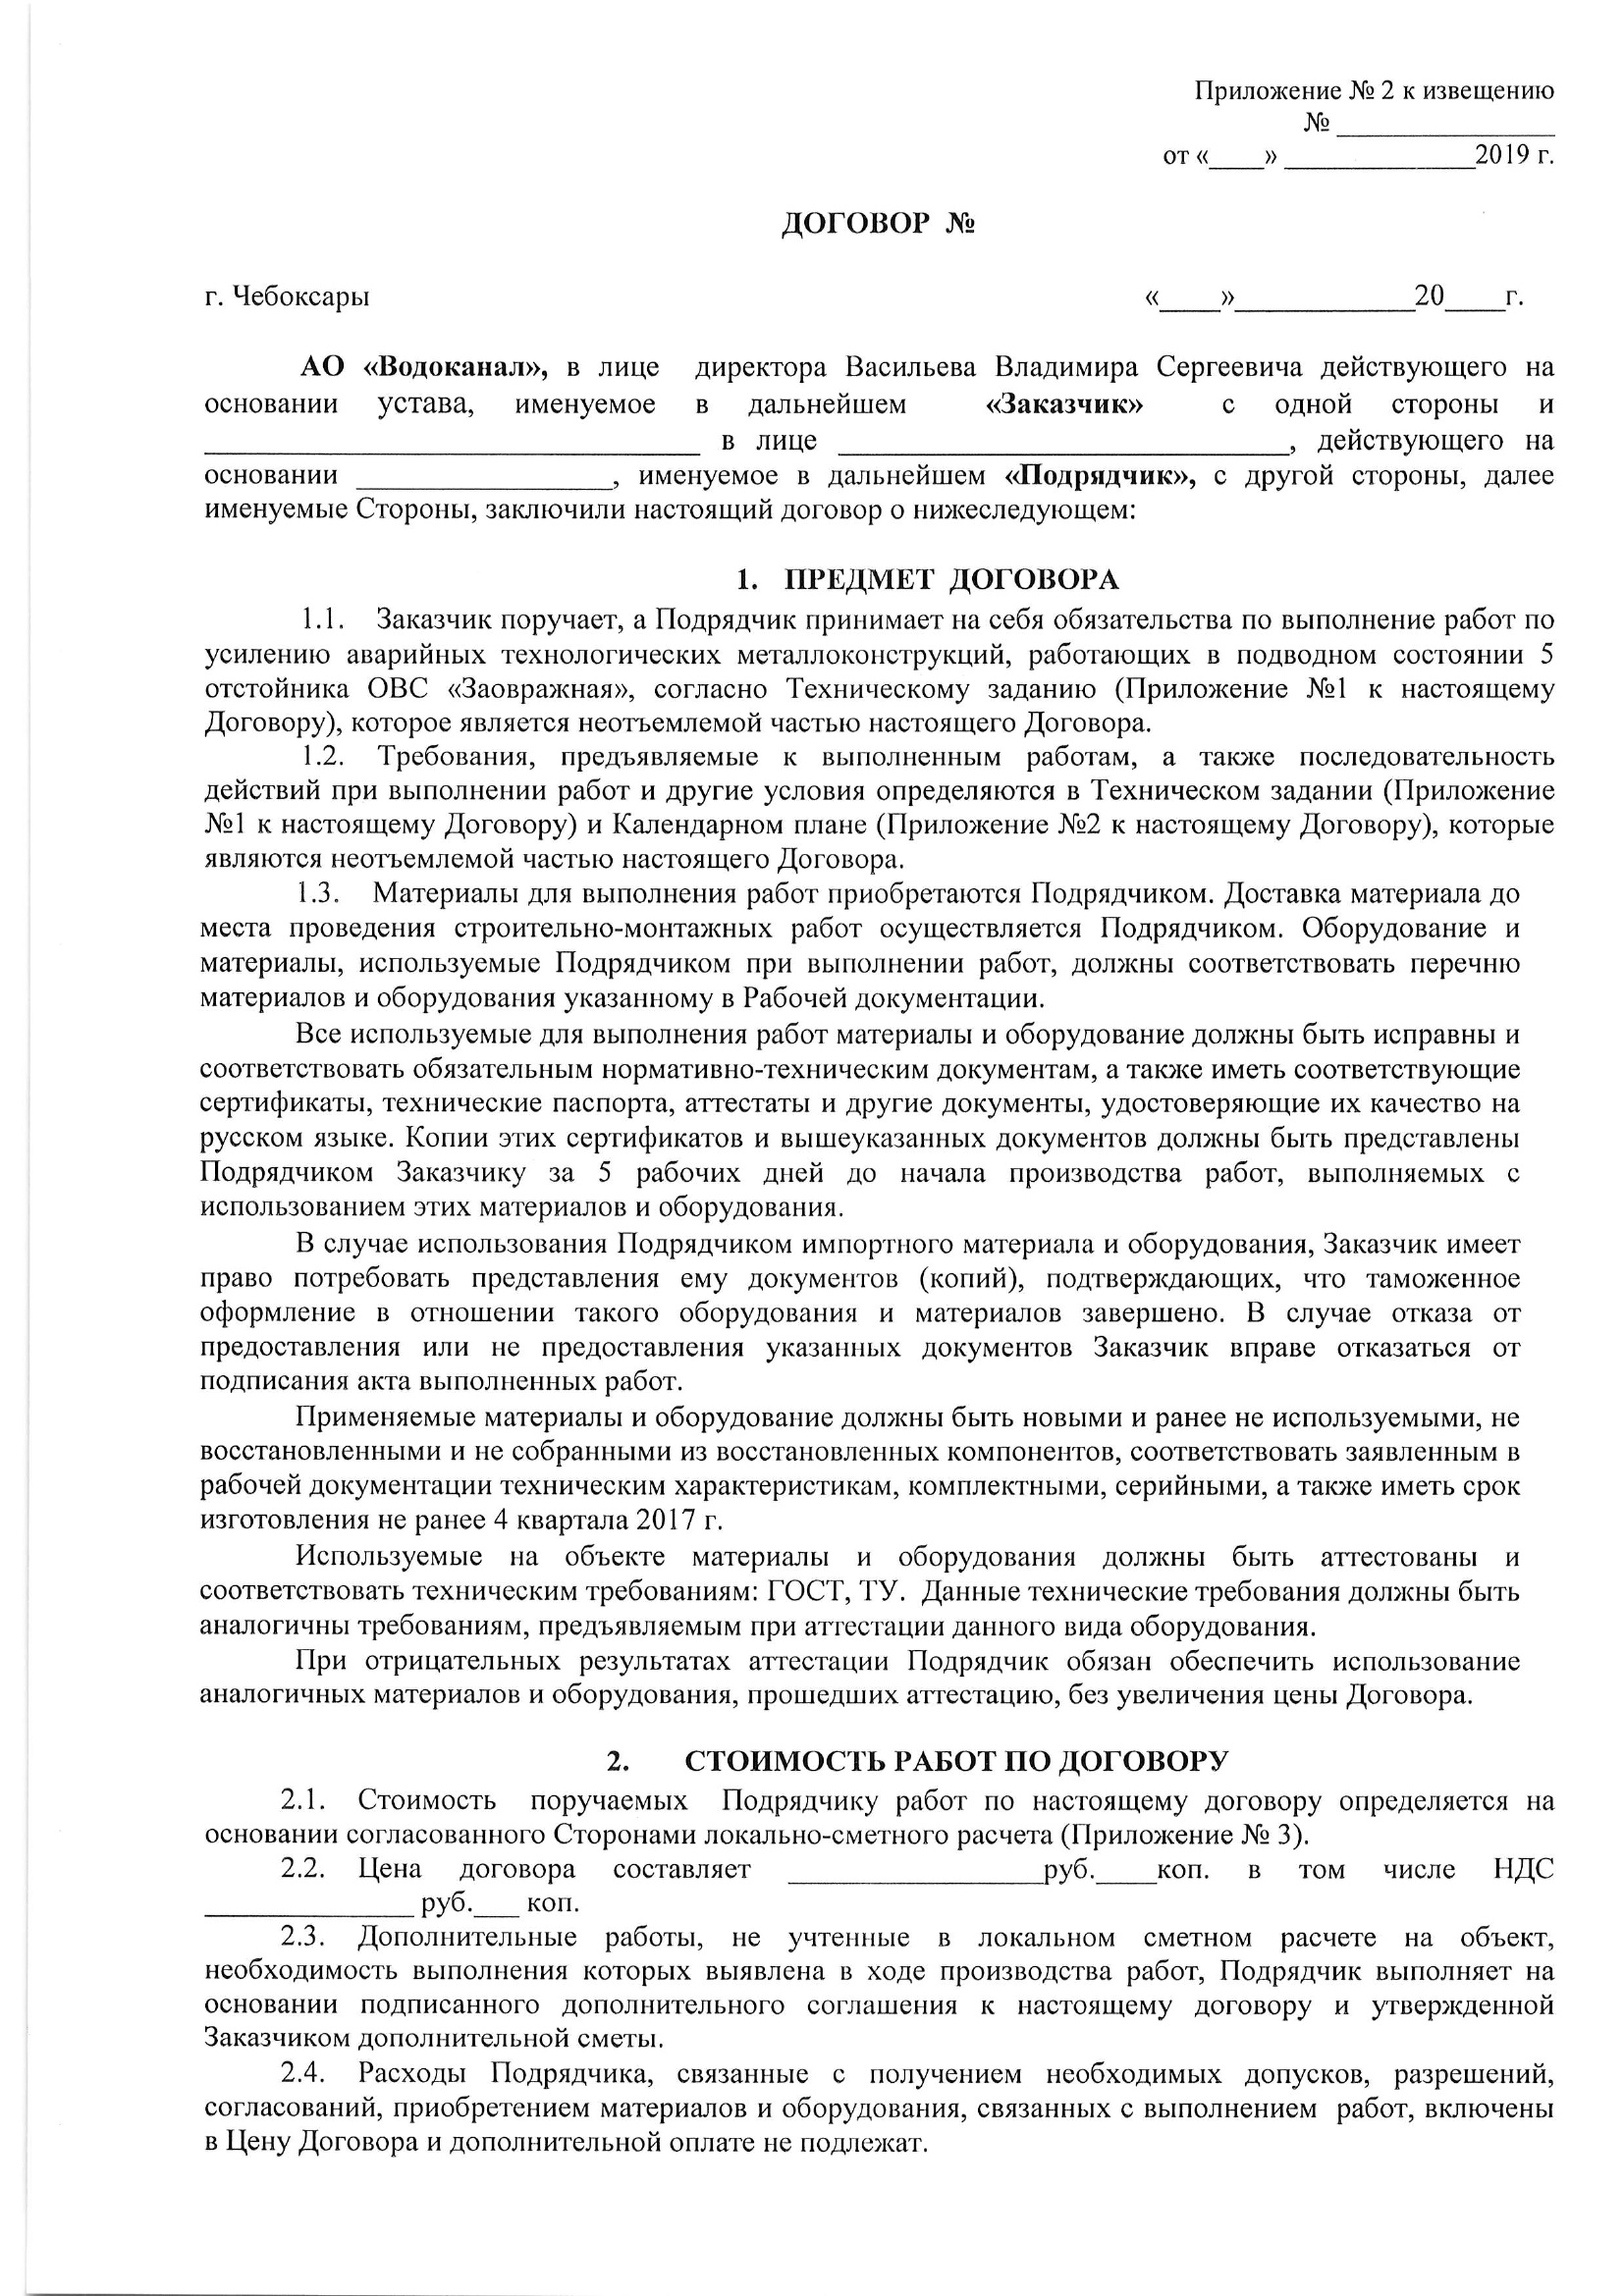 Приложение № 2 к извещению
№ ________________
от «____» ______________2019 г.
ДОГОВОР №
г. Чебоксары «____»____________20____г.
АО «Водоканал», в лице директора Васильева Владимира Сергеевича действующего на
основании устава, именуемое в дальнейшем «Заказчик» с одной стороны и
_________________________________ в лице ______________________________, действующего на
основании _________________, именуемое в дальнейшем «Подрядчик», с другой стороны, далее
именуемые Стороны, заключили настоящий договор о нижеследующем:
1. ПРЕДМЕТ ДОГОВОРА
1.1. Заказчик поручает, а Подрядчик принимает на себя обязательства по выполнение работ по
усилению аварийных технологических металлоконструкций, работающих в подводном состоянии 5
отстойника ОВС «Заовражная», согласно Техническому заданию (Приложение №1 к настоящему
Договору), которое является неотъемлемой частью настоящего Договора.
1.2. Требования, предъявляемые к выполненным работам, а также последовательность
действий при выполнении работ и другие условия определяются в Техническом задании (Приложение
№1 к настоящему Договору) и Календарном плане (Приложение №2 к настоящему Договору), которые
являются неотъемлемой частью настоящего Договора.
1.3. Материалы для выполнения работ приобретаются Подрядчиком. Доставка материала до
места проведения строительно-монтажных работ осуществляется Подрядчиком. Оборудование и
материалы, используемые Подрядчиком при выполнении работ, должны соответствовать перечню
материалов и оборудования указанному в Рабочей документации.
Все используемые для выполнения работ материалы и оборудование должны быть исправны и
соответствовать обязательным нормативно-техническим документам, а также иметь соответствующие
сертификаты, технические паспорта, аттестаты и другие документы, удостоверяющие их качество на
русском языке. Копии этих сертификатов и вышеуказанных документов должны быть представлены
Подрядчиком Заказчику за 5 рабочих дней до начала производства работ, выполняемых с
использованием этих материалов и оборудования.
В случае использования Подрядчиком импортного материала и оборудования, Заказчик имеет
право потребовать представления ему документов (копий), подтверждающих, что таможенное
оформление в отношении такого оборудования и материалов завершено. В случае отказа от
предоставления или не предоставления указанных документов Заказчик вправе отказаться от
подписания акта выполненных работ.
Применяемые материалы и оборудование должны быть новыми и ранее не используемыми, не
восстановленными и не собранными из восстановленных компонентов, соответствовать заявленным в
рабочей документации техническим характеристикам, комплектными, серийными, а также иметь срок
изготовления не ранее 4 квартала 2017 г.
Используемые на объекте материалы и оборудования должны быть аттестованы и
соответствовать техническим требованиям: ГОСТ, ТУ. Данные технические требования должны быть
аналогичны требованиям, предъявляемым при аттестации данного вида оборудования.
При отрицательных результатах аттестации Подрядчик обязан обеспечить использование
аналогичных материалов и оборудования, прошедших аттестацию, без увеличения цены Договора.
2. СТОИМОСТЬ РАБОТ ПО ДОГОВОРУ
2.1. Стоимость поручаемых Подрядчику работ по настоящему договору определяется на
основании согласованного Сторонами локально-сметного расчета (Приложение № 3).
2.2. Цена договора составляет _________________руб.____коп. в том числе НДС
______________ руб.___ коп.
2.3. Дополнительные работы, не учтенные в локальном сметном расчете на объект,
необходимость выполнения которых выявлена в ходе производства работ, Подрядчик выполняет на
основании подписанного дополнительного соглашения к настоящему договору и утвержденной
Заказчиком дополнительной сметы.
2.4. Расходы Подрядчика, связанные с получением необходимых допусков, разрешений,
согласований, приобретением материалов и оборудования, связанных с выполнением работ, включены
в Цену Договора и дополнительной оплате не подлежат.